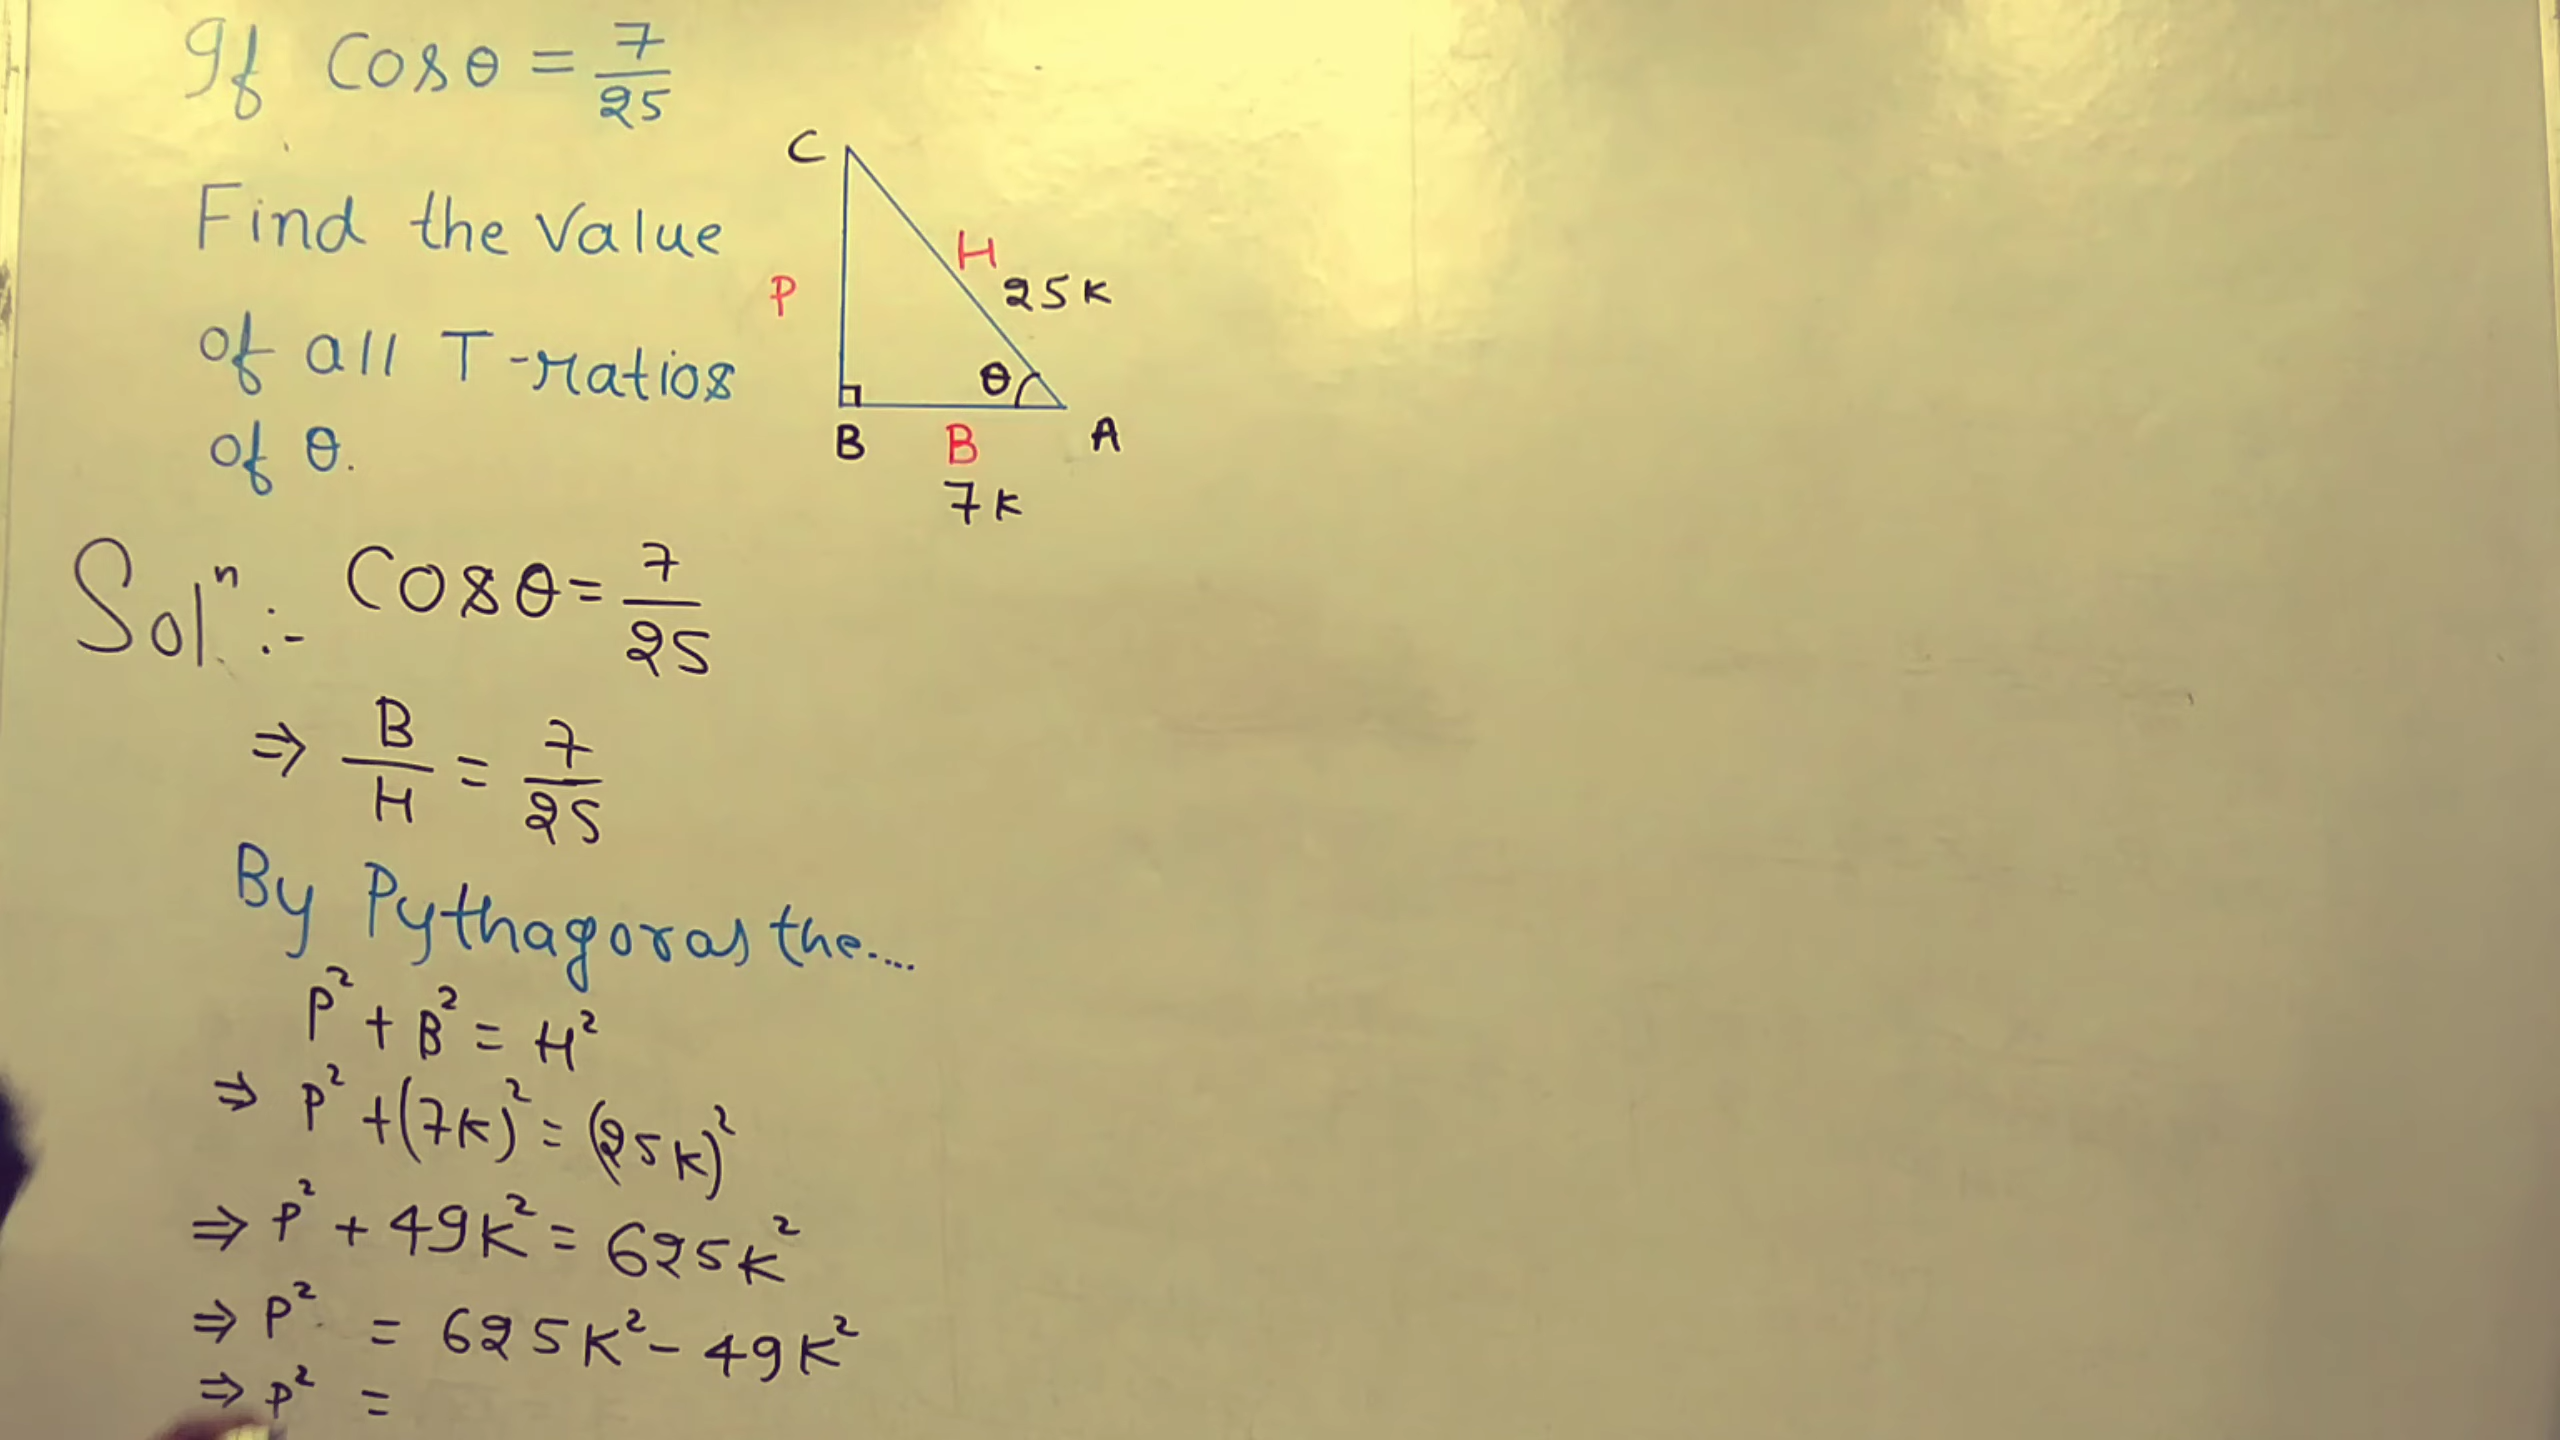 If Cosθ = 7/25
Find the Value
of all T-ratios
of θ.
C
H
25K
P
θ
B
B
A
7K
Solⁿ :- Cosθ = 7/25
⇒ B/H = 7/25
By Pythagoras the....
P² + B² = H²
⇒ P² + (7K)² = (25K)²
⇒ P² + 49K² = 625K²
⇒ P² = 625K² - 49K²
⇒ P² =